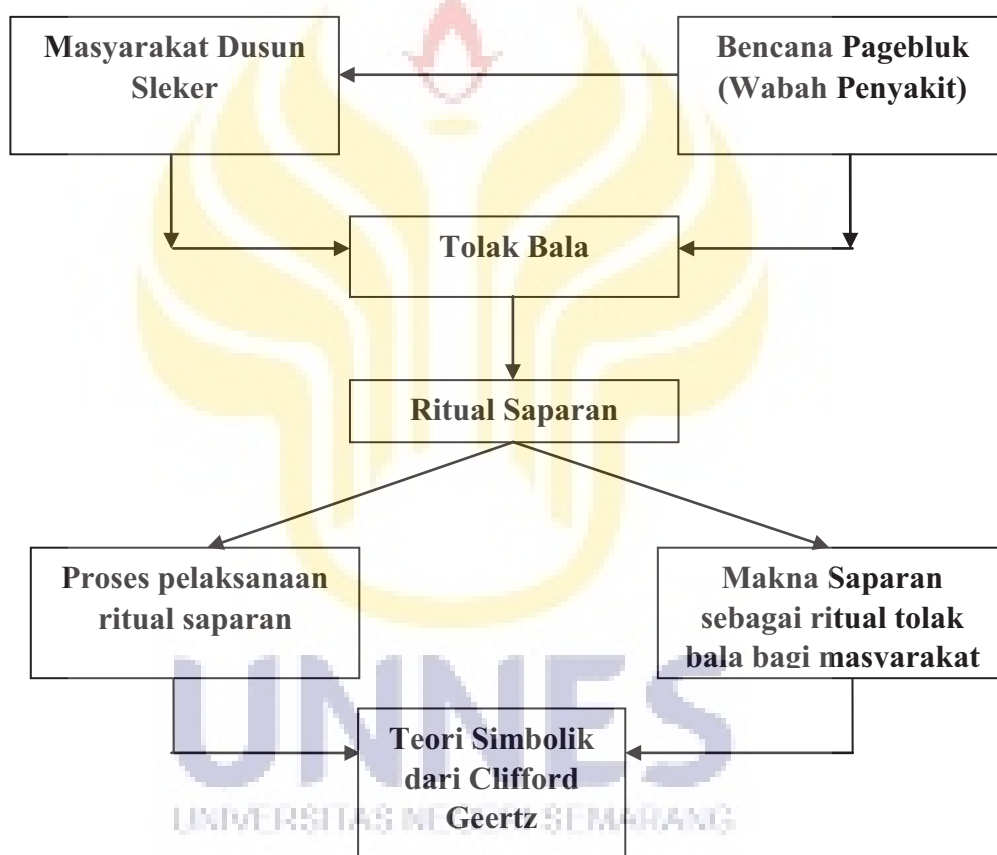 Masyarakat Dusun
Sleker
Bencana Pagebluk
(Wabah Penyakit)
Tolak Bala
Ritual Saparan
Proses pelaksanaan
ritual saparan
Makna Saparan
sebagai ritual tolak
bala bagi masyarakat
Teori Simbolik
dari Clifford
Geertz
UNNES
UNIVERSITAS NEGERI SEMARANG